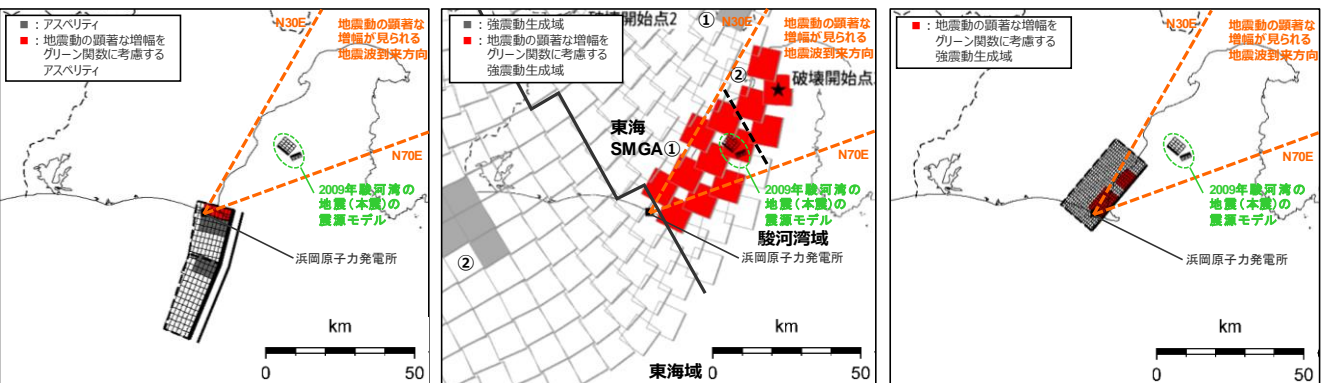 ■：アスペリティ
■：地震動の顕著な増幅を
グリーン関数に考慮する
アスペリティ
N30E
地震動の顕著な
増幅が見られる
地震波到来方向
N70E
2009年駿河湾の
地震(本震)の
震源モデル
浜岡原子力発電所
km
0
50
■：強震動生成域
■：地震動の顕著な増幅を
グリーン関数に考慮する
強震動生成域
破壊開始点2
①
N30E
地震動の顕著な
増幅が見られる
地震波到来方向
②
破壊開始点
東海
SMGA①
N70E
2009年駿河湾の
地震(本震)の
震源モデル
駿河湾域
浜岡原子力発電所
②
km
東海域
0
50
■：地震動の顕著な増幅を
グリーン関数に考慮する
強震動生成域
N30E
地震動の顕著な
増幅が見られる
地震波到来方向
N70E
2009年駿河湾の
地震(本震)の
震源モデル
浜岡原子力発電所
km
0
50